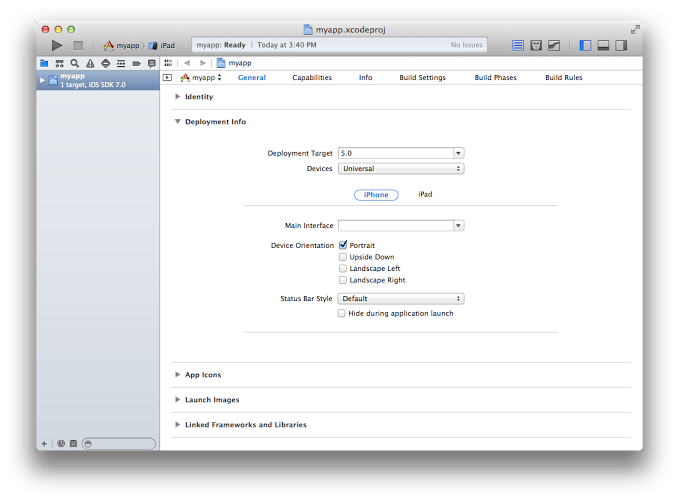 myapp.xcodeproj
myapp iPad
myapp: Ready | Today at 3:40 PM No Issues
myapp
myapp
1 target, iOS SDK 7.0
myapp General Capabilities Info Build Settings Build Phases Build Rules
Identity
Deployment Info
Deployment Target 5.0
Devices Universal
iPhone iPad
Main Interface
Device Orientation Portrait
Upside Down
Landscape Left
Landscape Right
Status Bar Style Default
Hide during application launch
App Icons
Launch Images
Linked Frameworks and Libraries